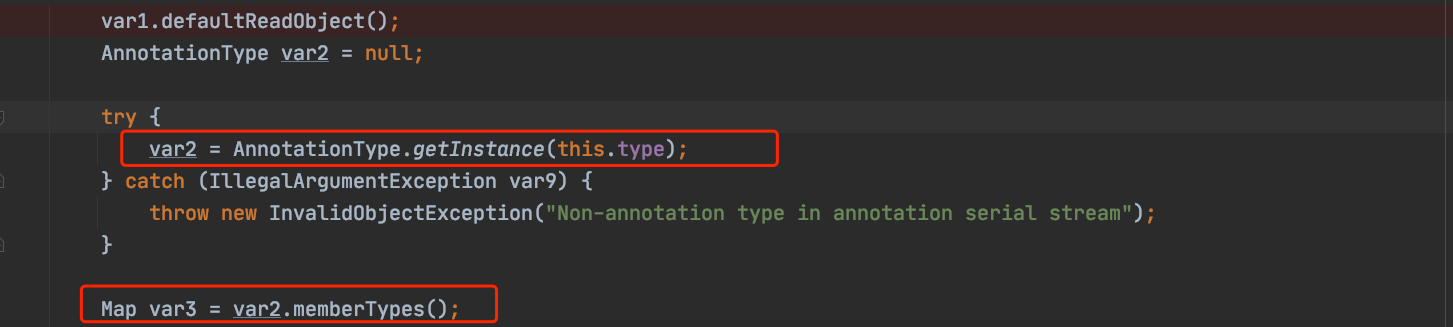 var1.defaultReadObject();
AnnotationType var2 = null;
try {
var2 = AnnotationType.getInstance(this.type);
} catch (IllegalArgumentException var9) {
throw new InvalidObjectException("Non-annotation type in annotation serial stream");
}
Map var3 = var2.memberTypes();